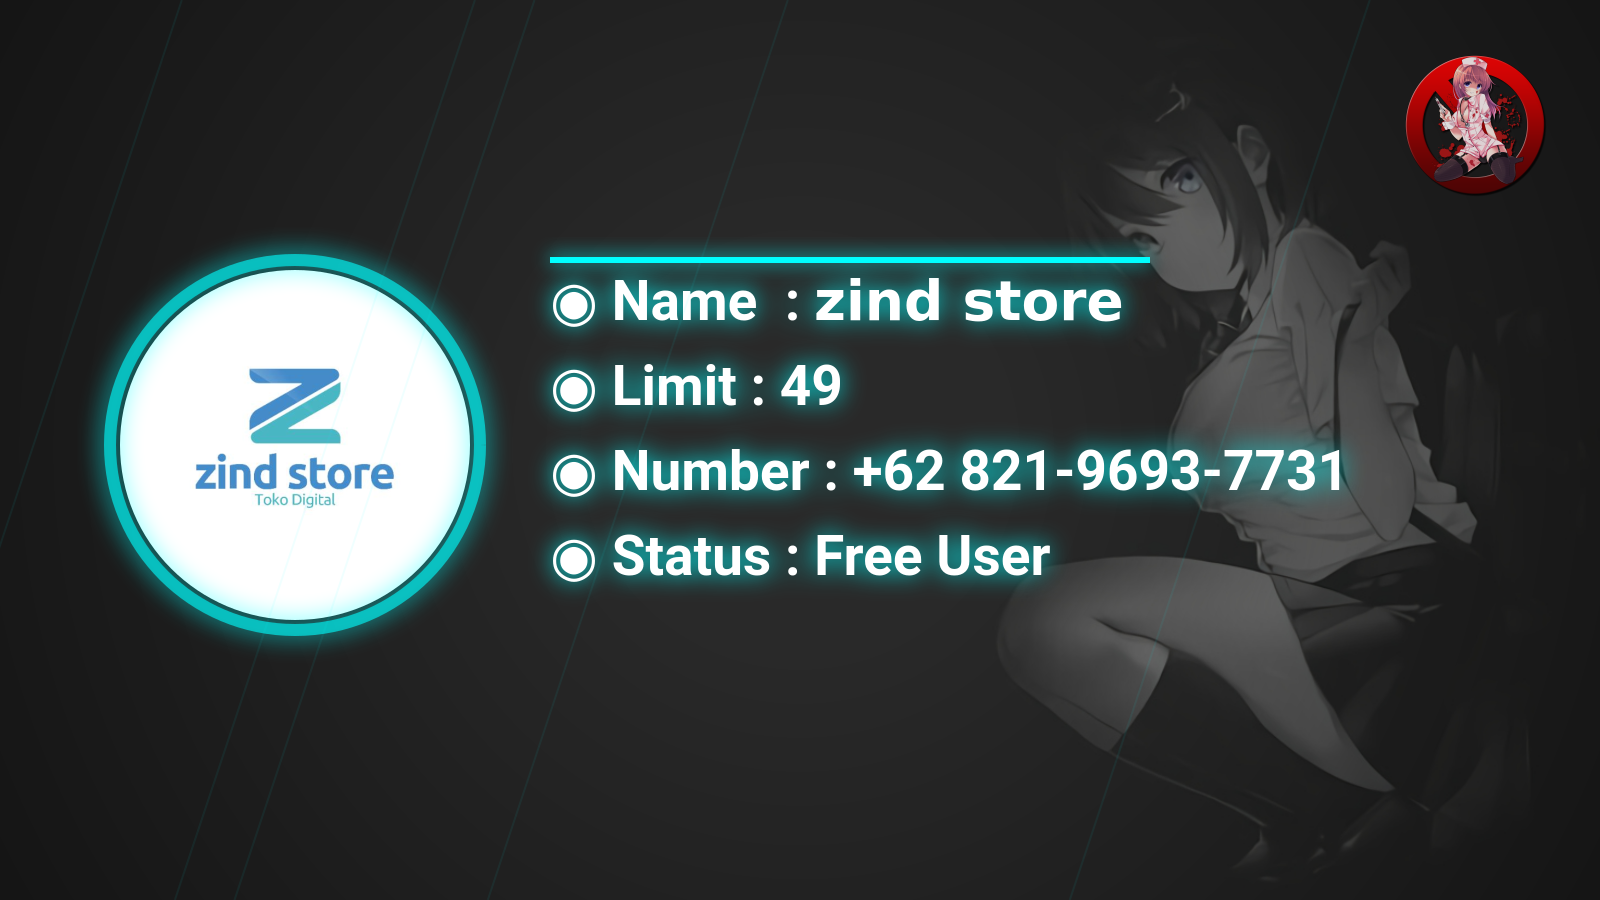 zind store
Toko Digital
◉ Name : zind store
◉ Limit : 49
◉ Number : +62 821-9693-7731
◉ Status : Free User